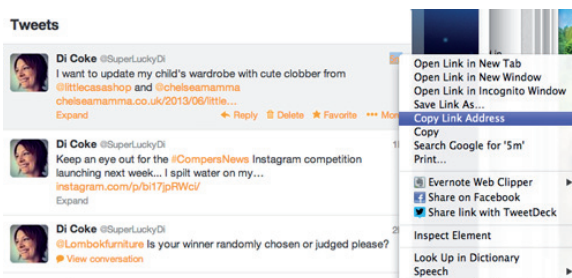 Tweets
Di Coke @SuperLuckyDi
I want to update my child's wardrobe with cute clobber from
@littlecasashop and @chelseamamma
chelseamamma.co.uk/2013/06/little...
Expand
Reply Delete Favorite ••• Mor
Di Coke @SuperLuckyDi
Keep an eye out for the #CompersNews Instagram competition
launching next week... I spilt water on my...
instagram.com/p/bi17jpRWci/
Expand
Di Coke @SuperLuckyDi
@Lombokfurniture Is your winner randomly chosen or judged please?
View conversation
Open Link in New Tab
Open Link in New Window
Open Link in Incognito Window
Save Link As...
Copy Link Address
Copy
Search Google for '5m'
Print...
Evernote Web Clipper
Share on Facebook
Share link with TweetDeck
Inspect Element
Look Up in Dictionary
Speech